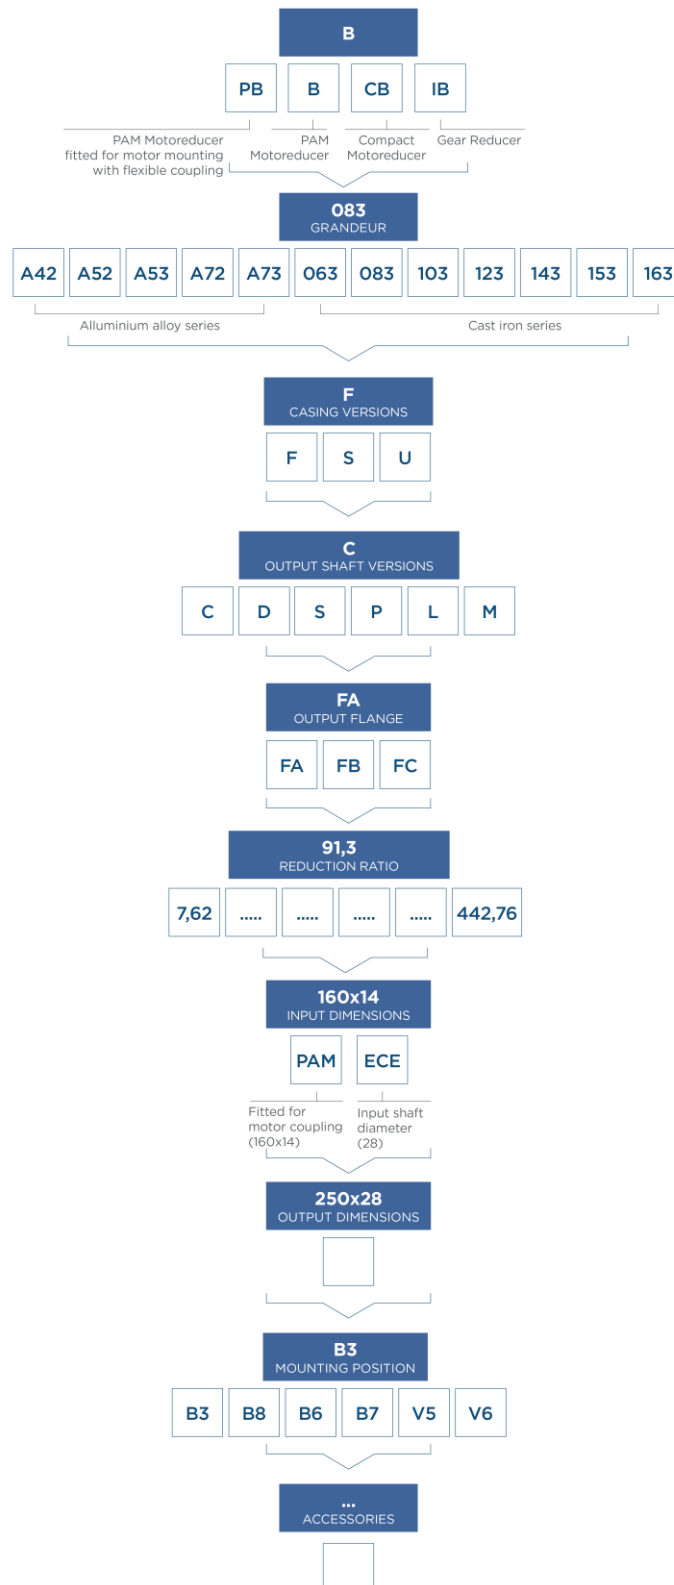 B
PB B CB IB
PAM Motoreducer
fitted for motor mounting
with flexible coupling
PAM
Motoreducer
Compact
Motoreducer
Gear Reducer
083
GRANDEUR
A42 A52 A53 A72 A73 063 083 103 123 143 153 163
Alluminium alloy series
Cast iron series
F
CASING VERSIONS
F S U
C
OUTPUT SHAFT VERSIONS
C D S P L M
FA
OUTPUT FLANGE
FA FB FC
91,3
REDUCTION RATIO
7,62 ..... ..... ..... ..... 442,76
160x14
INPUT DIMENSIONS
PAM ECE
Fitted for
motor coupling
(160x14)
Input shaft
diameter
(28)
250x28
OUTPUT DIMENSIONS
B3
MOUNTING POSITION
B3 B8 B6 B7 V5 V6
...
ACCESSORIES